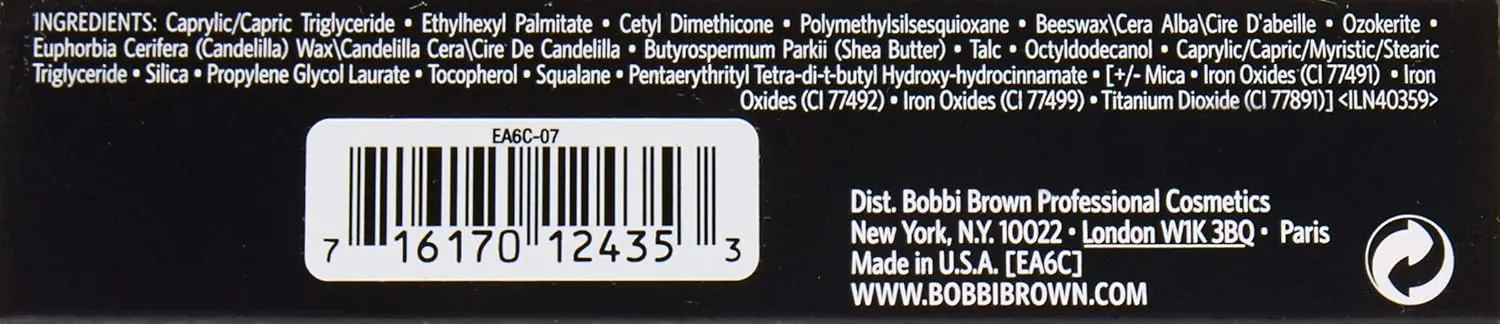 INGREDIENTS: Caprylic/Capric Triglyceride • Ethylhexyl Palmitate • Cetyl Dimethicone • Polymethylsilsesquioxane • Beeswax\Cera Alba\Cire D'abeille • Ozokerite •
Euphorbia Cerifera (Candelilla) Wax\Candelilla Cera\Cire De Candelilla • Butyrospermum Parkii (Shea Butter) • Talc • Octyldodecanol • Caprylic/Capric/Myristic/Stearic
Triglyceride • Silica • Propylene Glycol Laurate • Tocopherol • Squalane • Pentaerythrityl Tetra-di-t-butyl Hydroxy-hydrocinnamate • [+/- Mica • Iron Oxides (CI 77491) • Iron
Oxides (CI 77492) • Iron Oxides (CI 77499) • Titanium Dioxide (CI 77891)] <ILN40359>
EA6C-07
7 16170 12435 3
Dist. Bobbi Brown Professional Cosmetics
New York, N.Y. 10022 • London W1K 3BQ • Paris
Made in U.S.A. [EA6C]
WWW.BOBBIBROWN.COM